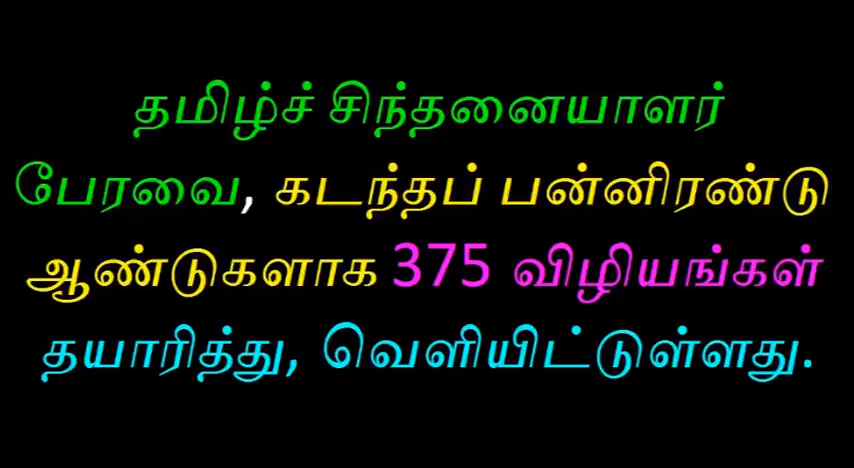 தமிழ்ச் சிந்தனையாளர்
பேரவை, கடந்தப் பன்னிரண்டு
ஆண்டுகளாக 375 விழியங்கள்
தயாரித்து, வெளியிட்டுள்ளது.